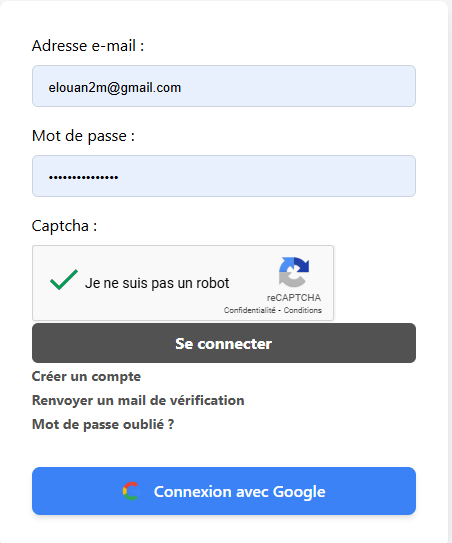 Adresse e-mail :
elouan2m@gmail.com
Mot de passe :
•••••••••••••••
Captcha :
Je ne suis pas un robot
reCAPTCHA
Confidentialité - Conditions
Se connecter
Créer un compte
Renvoyer un mail de vérification
Mot de passe oublié ?
Connexion avec Google